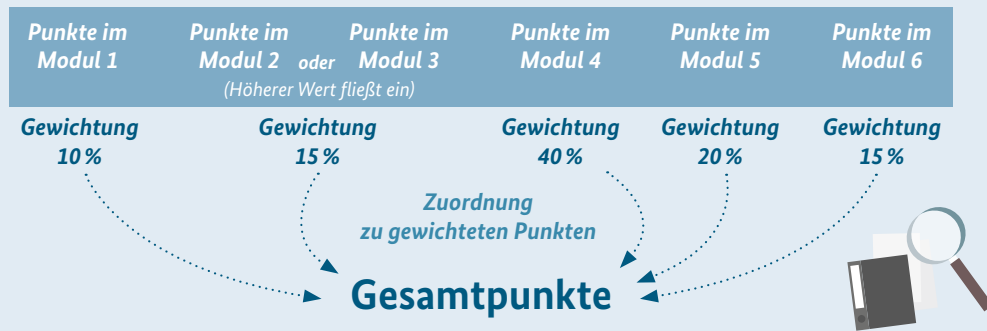 Punkte im
Modul 1
Punkte im
Modul 2
oder
Punkte im
Modul 3
(Höherer Wert fließt ein)
Punkte im
Modul 4
Punkte im
Modul 5
Punkte im
Modul 6
Gewichtung
10 %
Gewichtung
15 %
Gewichtung
40 %
Gewichtung
20 %
Gewichtung
15 %
Zuordnung
zu gewichteten Punkten
Gesamtpunkte